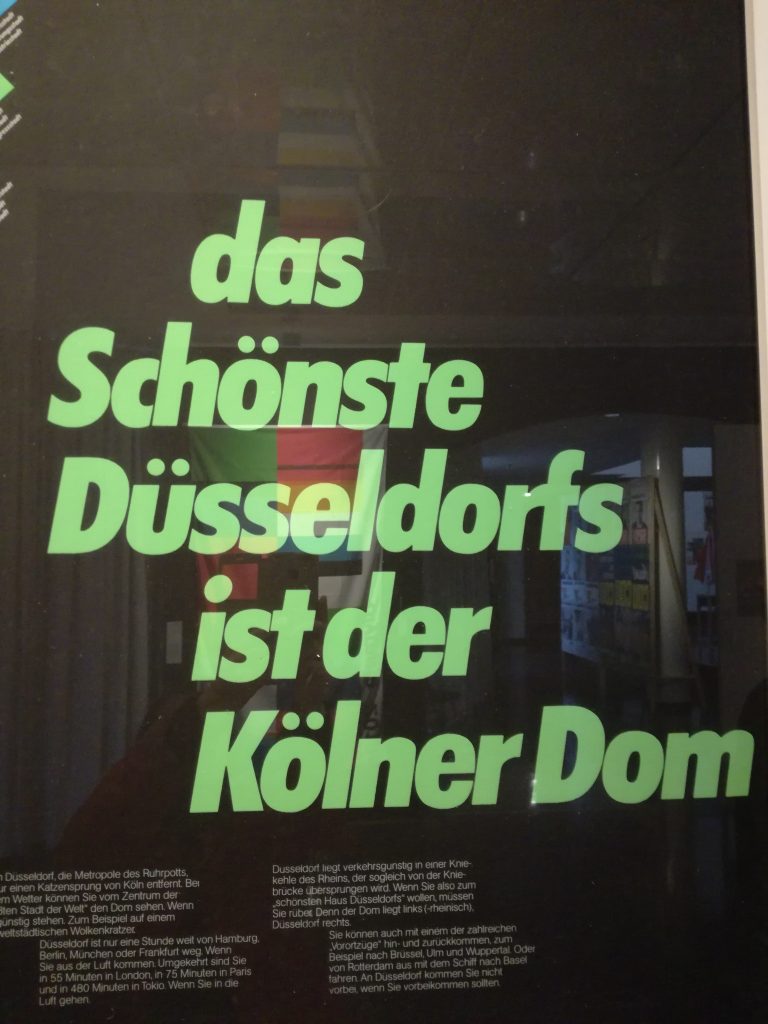 das
Schönste
Düsseldorfs
ist der
Kölner Dom
Düsseldorf, die Metropole des Ruhrpotts,
einen Katzensprung von Köln entfernt. Bei
Wetter können Sie vom Zentrum der
Stadt der Welt" den Dom sehen. Wenn
günstig stehen. Zum Beispiel auf einem
weltstädtischen Wolkenkratzer.
Düsseldorf ist nur eine Stunde weit von Hamburg,
Berlin, München oder Frankfurt weg. Wenn
Sie aus der Luft kommen. Umgekehrt sind Sie
in 55 Minuten in London, in 75 Minuten in Paris
und in 480 Minuten in Tokio. Wenn Sie in die
Luft gehen.
Düsseldorf liegt verkehrsgünstig in einer Knie-
kehle des Rheins, der sogleich von der Knie-
brücke übersprungen wird. Wenn Sie also zum
„schönsten Haus Düsseldorfs" wollen, müssen
Sie rüber. Denn der Dom liegt links (-rheinisch),
Düsseldorf rechts.
Sie können auch mit einem der zahlreichen
„Vorortzüge" hin- und zurückkommen, zum
Beispiel nach Brüssel, Ulm und Wuppertal. Oder
von Rotterdam aus mit dem Schiff nach Basel
fahren. An Düsseldorf kommen Sie nicht
vorbei, wenn Sie vorbeikommen sollten.